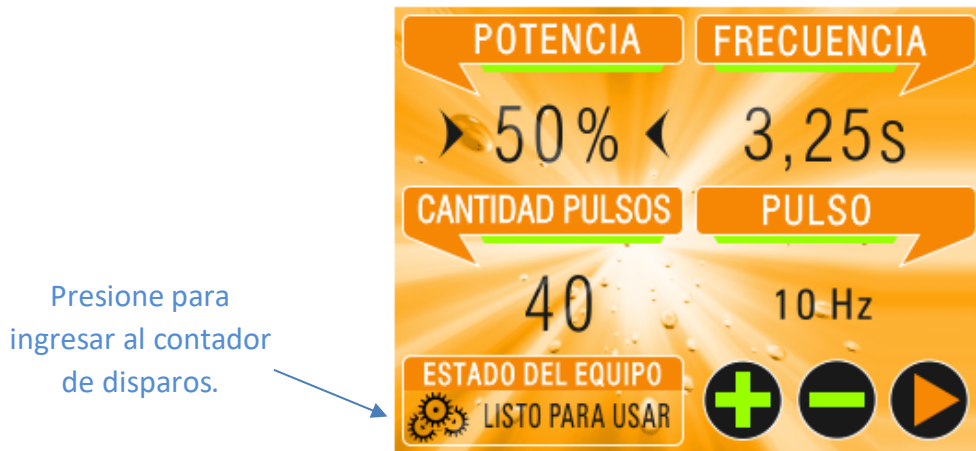 POTENCIA
FRECUENCIA
50%
3,25s
CANTIDAD PULSOS
PULSO
40
10 Hz
Presione para
ingresar al contador
de disparos.
ESTADO DEL EQUIPO
LISTO PARA USAR